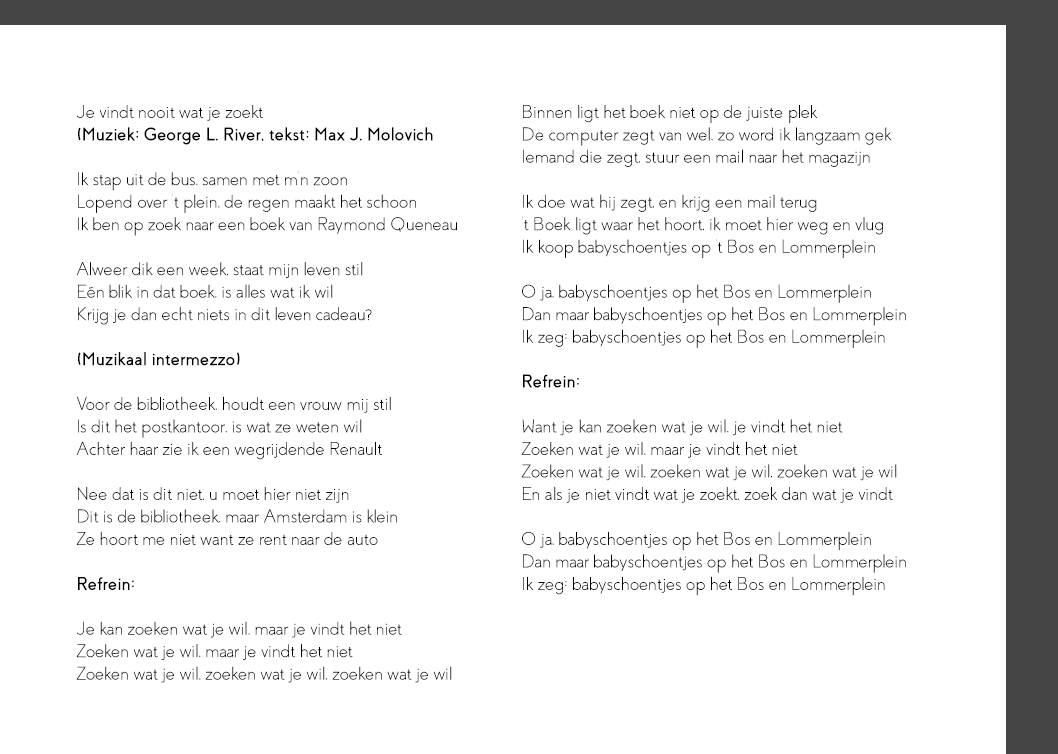 Je vindt nooit wat je zoekt
(Muziek: George L. River, tekst: Max J. Molovich

Ik stap uit de bus, samen met m'n zoon
Lopend over 't plein, de regen maakt het schoon
Ik ben op zoek naar een boek van Raymond Queneau

Alweer dik een week, staat mijn leven stil
Eén blik in dat boek, is alles wat ik wil
Krijg je dan echt niets in dit leven cadeau?

(Muzikaal intermezzo)

Voor de bibliotheek, houdt een vrouw mij stil
Is dit het postkantoor, is wat ze weten wil
Achter haar zie ik een wegrijdende Renault

Nee dat is dit niet, u moet hier niet zijn
Dit is de bibliotheek, maar Amsterdam is klein
Ze hoort me niet want ze rent naar de auto

Refrein:

Je kan zoeken wat je wil, maar je vindt het niet
Zoeken wat je wil, maar je vindt het niet
Zoeken wat je wil, zoeken wat je wil, zoeken wat je wil

Binnen ligt het boek niet op de juiste plek
De computer zegt van wel, zo word ik langzaam gek
Iemand die zegt, stuur een mail naar het magazijn

Ik doe wat hij zegt, en krijg een mail terug
't Boek ligt waar het hoort, ik moet hier weg en vlug
Ik koop babyschoentjes op 't Bos en Lommerplein

O ja, babyschoentjes op het Bos en Lommerplein
Dan maar babyschoentjes op het Bos en Lommerplein
Ik zeg: babyschoentjes op het Bos en Lommerplein

Refrein:

Want je kan zoeken wat je wil, je vindt het niet
Zoeken wat je wil, maar je vindt het niet
Zoeken wat je wil, zoeken wat je wil, zoeken wat je wil
En als je niet vindt wat je zoekt, zoek dan wat je vindt

O ja, babyschoentjes op het Bos en Lommerplein
Dan maar babyschoentjes op het Bos en Lommerplein
Ik zeg: babyschoentjes op het Bos en Lommerplein